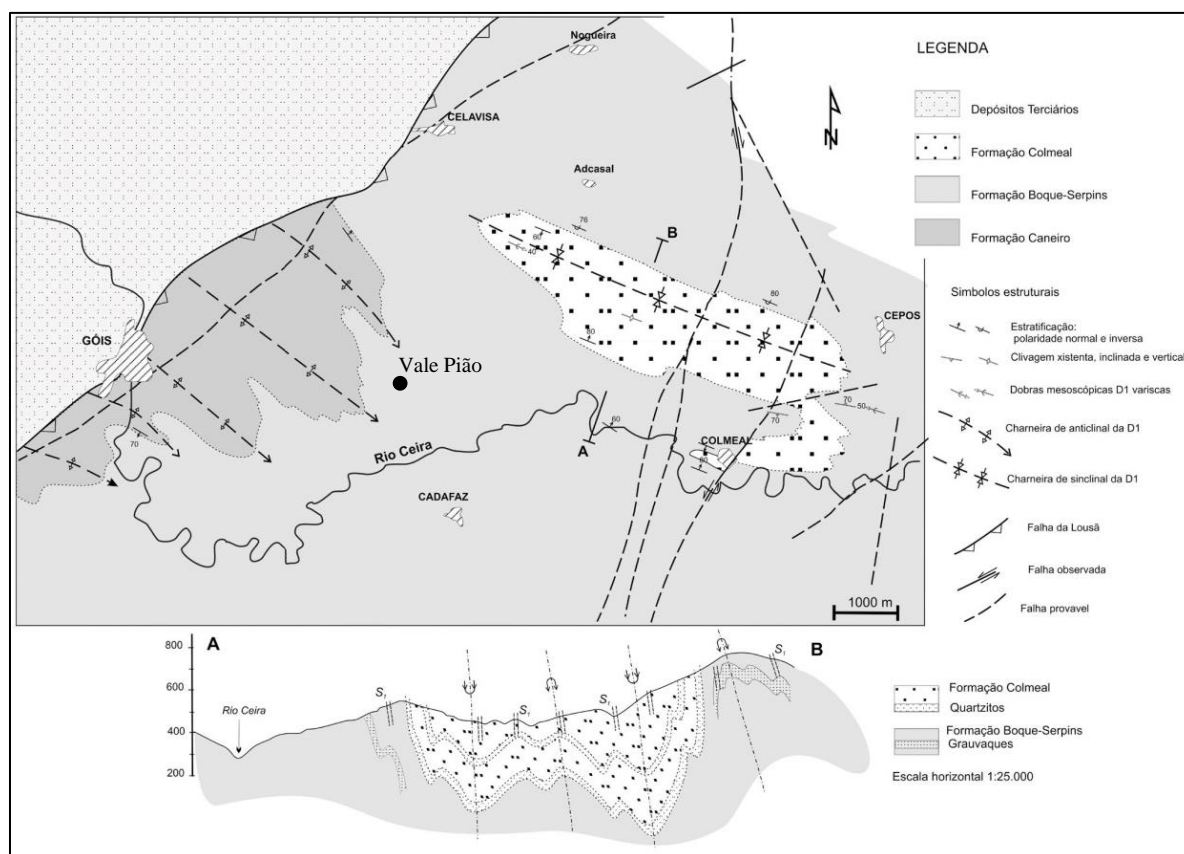 Nogueira
LEGENDA
Depósitos Terciários
CELAVISA
N
Formação Colmeal
Adcasal
Formação Boque-Serpins
76
B
60
40
Formação Caneiro
80
Simbolos estruturais
CEPOS
GÓIS
Estratificação:
polaridade normal e inversa
Vale Pião
Clivagem xistenta, inclinada e vertical
Dobras mesoscópicas D1 variscas
70
50
60
70
70
Charneira de anticlinal da D1
A
COLMEAL
Rio Ceira
Charneira de sinclinal da D1
CADAFAZ
Falha da Lousã
Falha observada
1000 m
Falha provavel
A
B
800
600
400
200
Rio Ceira
S1
S1
S1
S1
Formação Colmeal
Quartzitos
Formação Boque-Serpins
Grauvaques
Escala horizontal 1:25.000